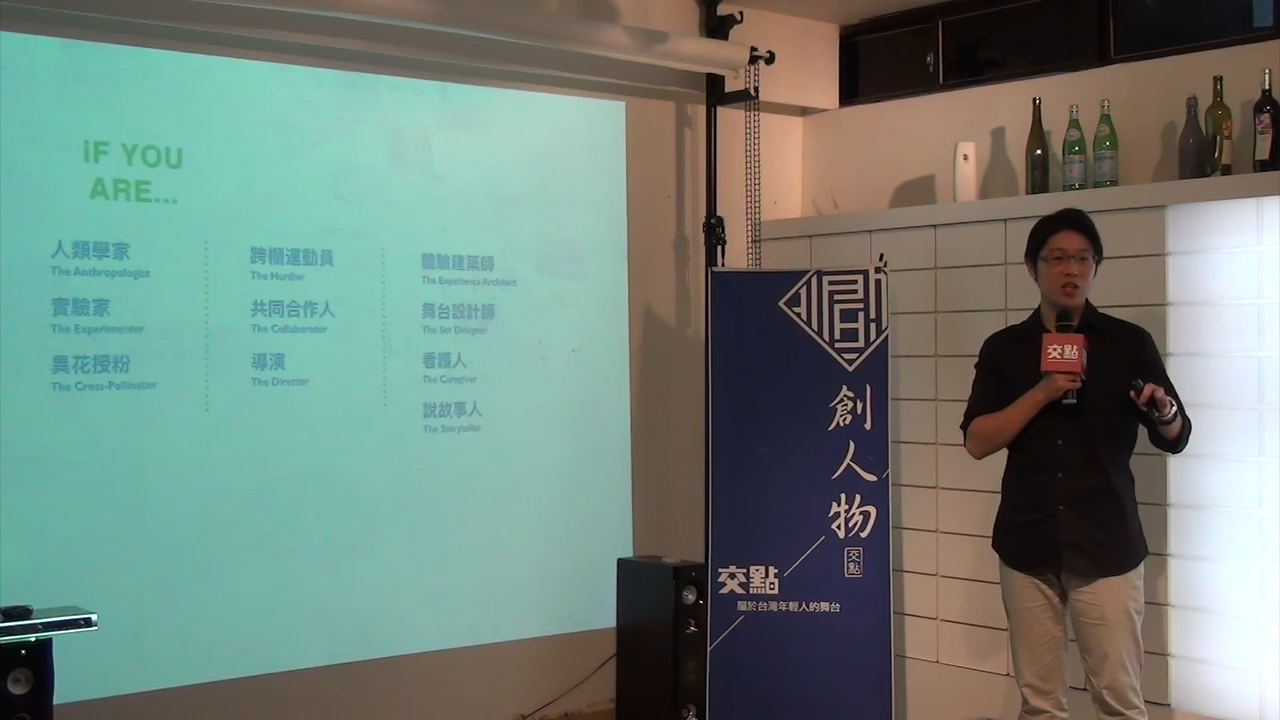 iF YOU
ARE...
人類學家
The Anthropologist
實驗家
The Experimenter
異花授粉
The Cross-Pollinator
跨欄運動員
The Hurdler
共同合作人
The Collaborator
導演
The Director
體驗建築師
The Experience Architect
舞台設計師
The Set Designer
看護人
The Caregiver
說故事人
The Storyteller
創人物
交點
交點
屬於台灣年輕人的舞台
交點